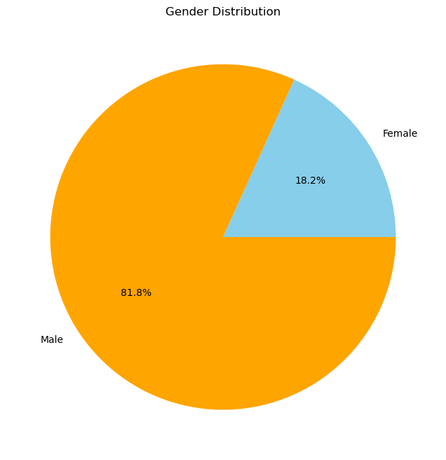 Gender Distribution
Female
18.2%
81.8%
Male